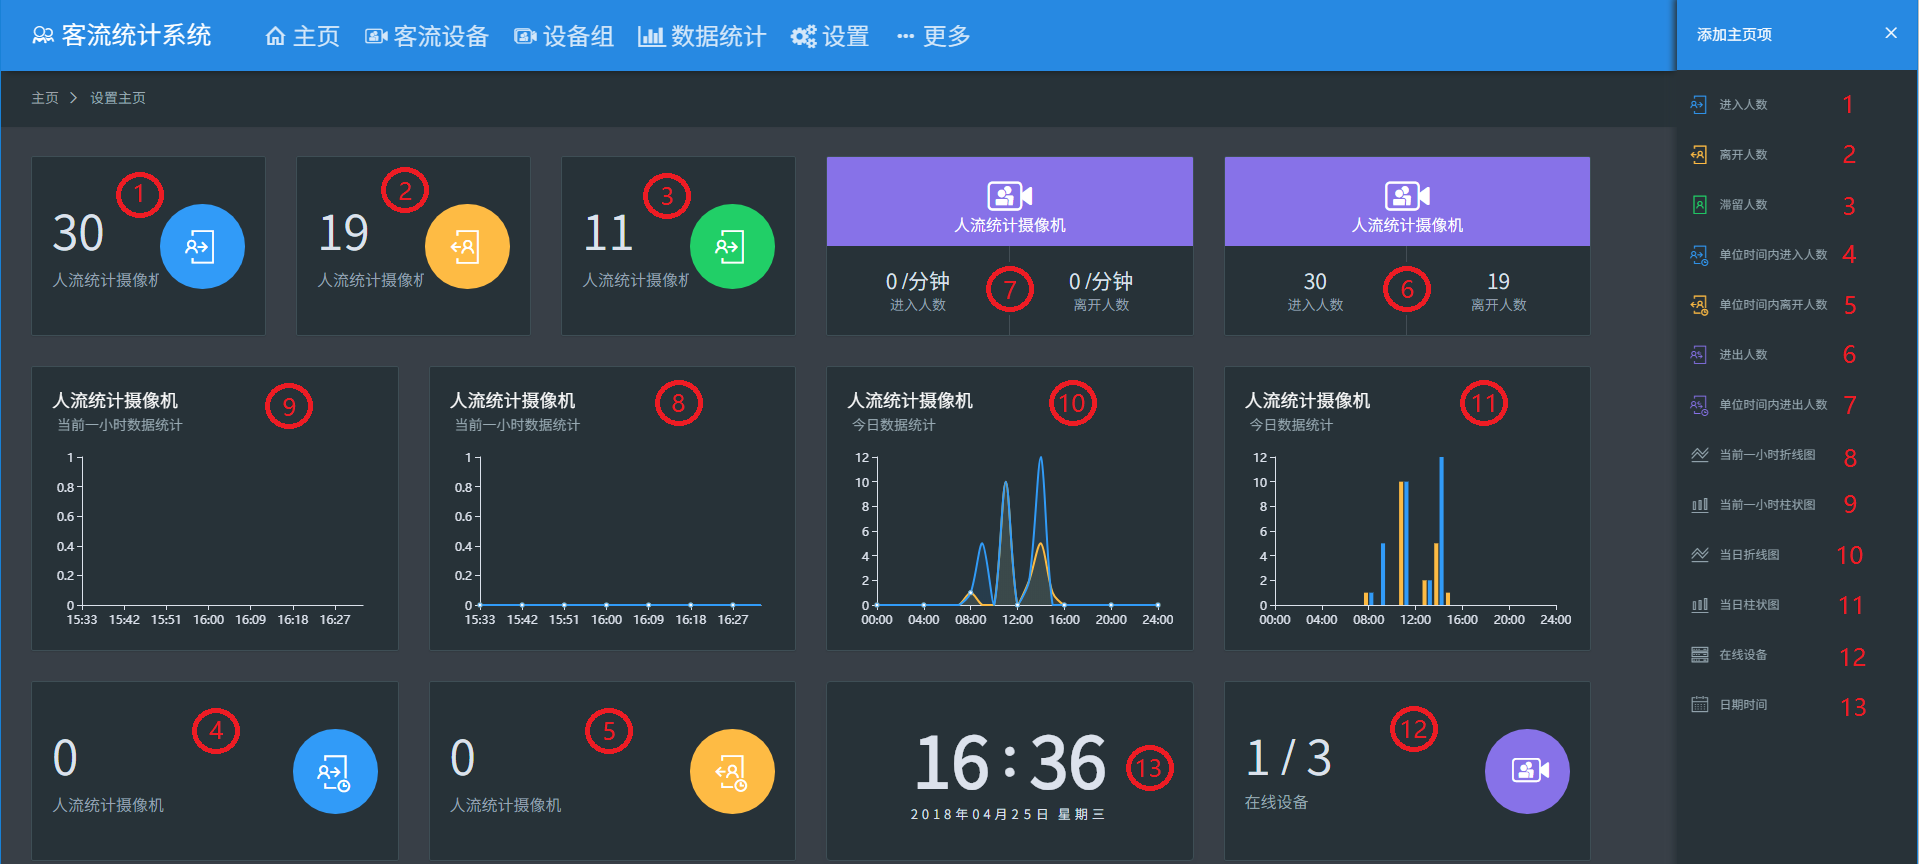 客流统计系统 主页 客流设备 设备组 数据统计 设置 更多
添加主页项 ×
主页 > 设置主页
30 1
人流统计摄像机
19 2
人流统计摄像机
11 3
人流统计摄像机
人流统计摄像机
0 /分钟 7 0 /分钟
进入人数 离开人数
人流统计摄像机
30 6 19
进入人数 离开人数
人流统计摄像机 9
当前一小时数据统计
1
0.8
0.6
0.4
0.2
0
15:33 15:42 15:51 16:00 16:09 16:18 16:27
人流统计摄像机 8
当前一小时数据统计
1
0.8
0.6
0.4
0.2
0
15:33 15:42 15:51 16:00 16:09 16:18 16:27
人流统计摄像机 10
今日数据统计
12
10
8
6
4
2
0
00:00 04:00 08:00 12:00 16:00 20:00 24:00
人流统计摄像机 11
今日数据统计
12
10
8
6
4
2
0
00:00 04:00 08:00 12:00 16:00 20:00 24:00
0 4
人流统计摄像机
0 5
人流统计摄像机
16:36 13
2018年04月25日 星期三
1 / 3 12
在线设备
进入人数 1
离开人数 2
滞留人数 3
单位时间内进入人数 4
单位时间内离开人数 5
进出人数 6
单位时间内进出人数 7
当前一小时折线图 8
当前一小时柱状图 9
当日折线图 10
当日柱状图 11
在线设备 12
日期时间 13